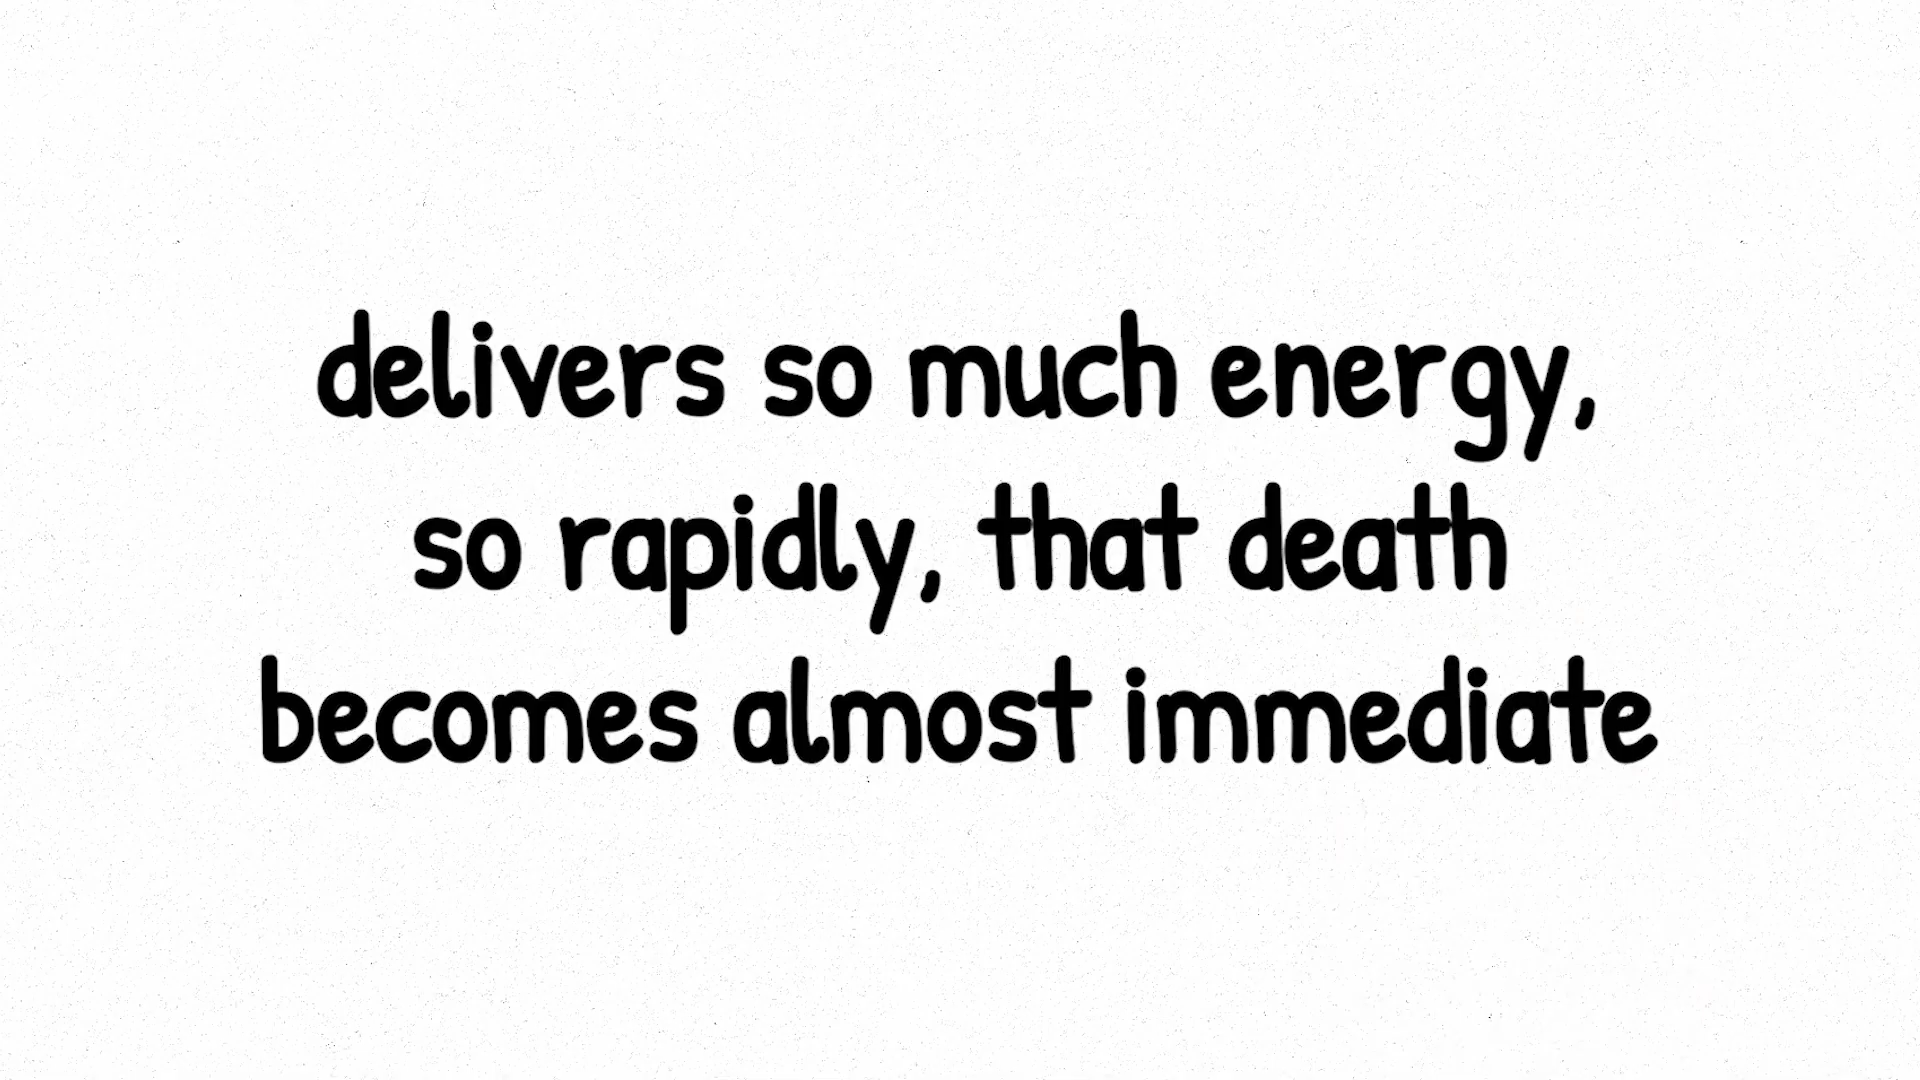 delivers so much energy,
so rapidly, that death
becomes almost immediate